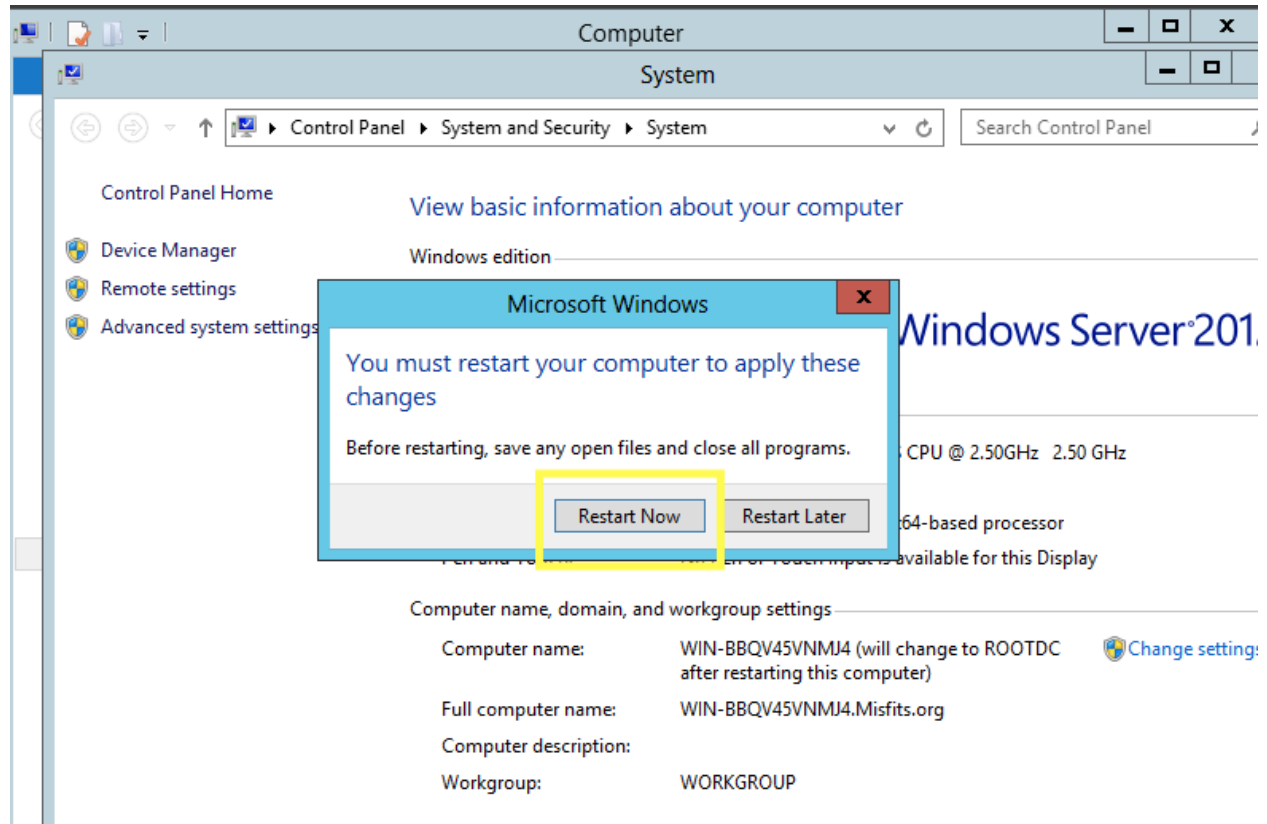 Computer
System
Control Panel System and Security System
Search Control Panel
Control Panel Home
View basic information about your computer
Device Manager
Windows edition
Remote settings
Advanced system settings
Microsoft Windows
X
Windows Server 201
You must restart your computer to apply these
changes
Before restarting, save any open files and close all programs.
CPU @ 2.50GHz 2.50 GHz
Restart Now Restart Later
x64-based processor
available for this Display
Computer name, domain, and workgroup settings
Computer name: WIN-BBQV45VNMJ4 (will change to ROOTDC
after restarting this computer)
Change settings
Full computer name: WIN-BBQV45VNMJ4.Misfits.org
Computer description:
Workgroup: WORKGROUP